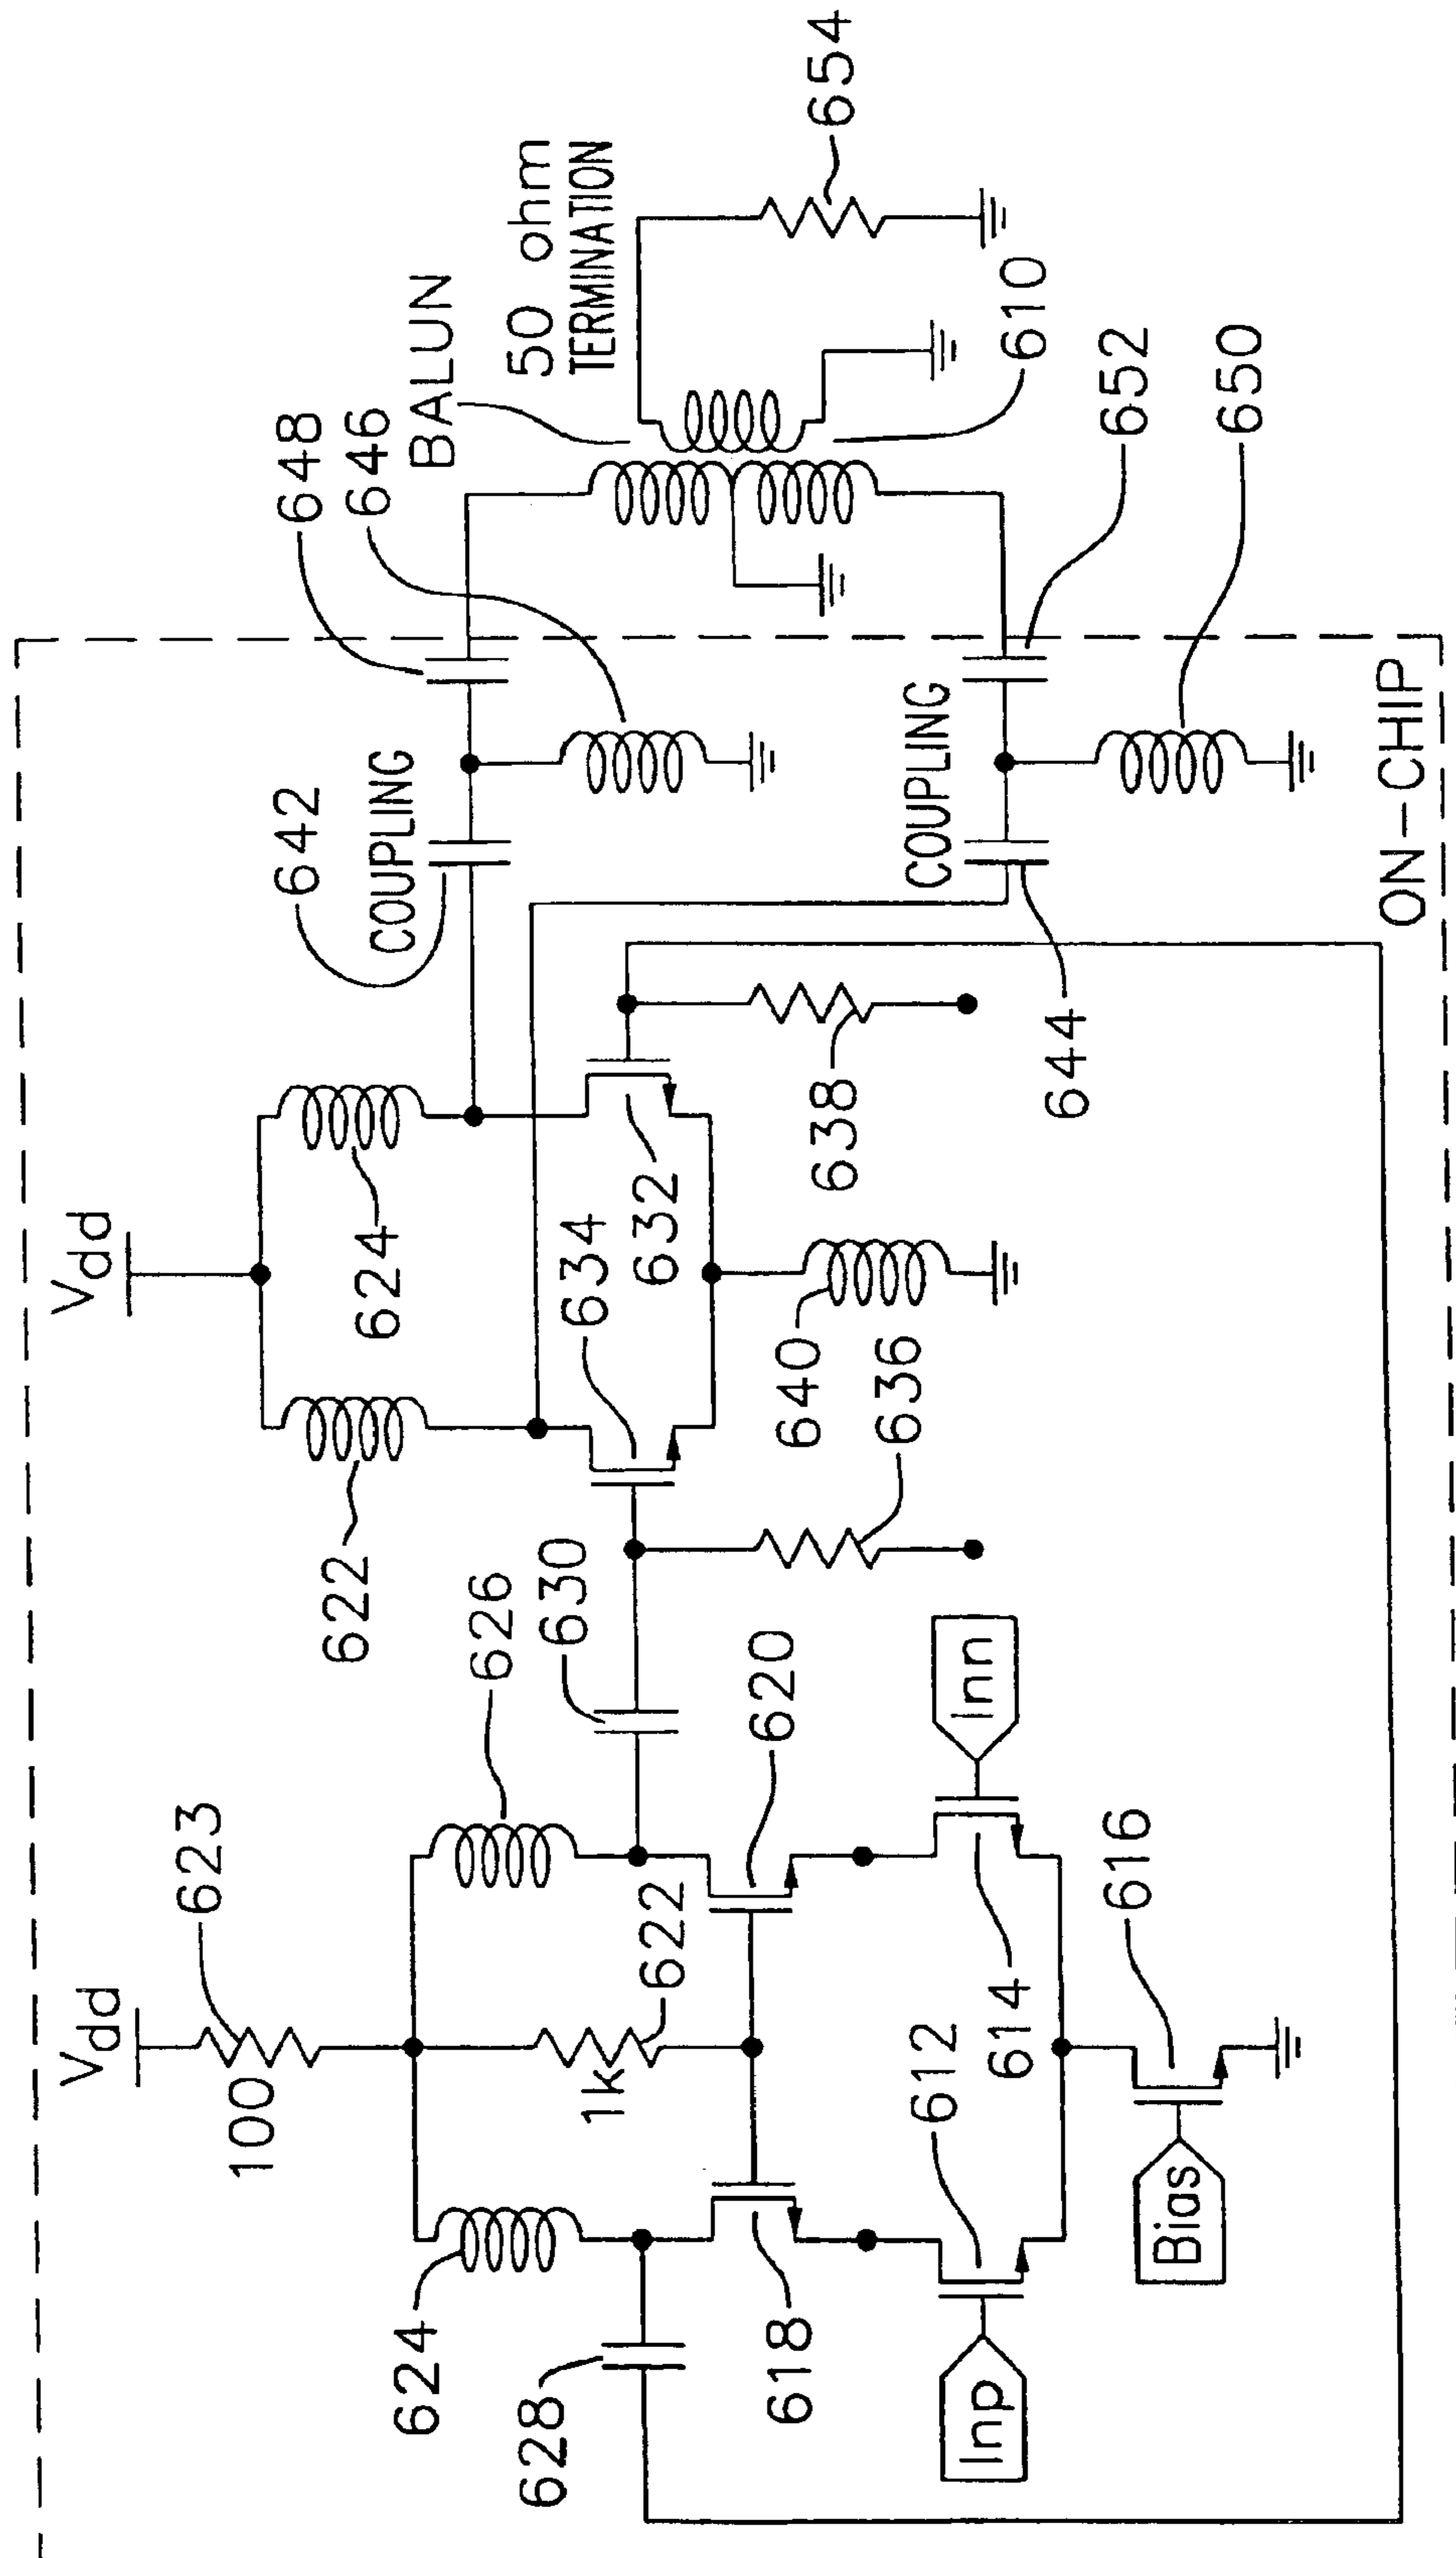 Vdd
623
100
Vdd
624
626
622
624
642
COUPLING
648
646
BALUN
50 ohm
TERMINATION
654
628
1k
622
630
634
632
618
620
640
636
638
COUPLING
644
610
652
650
612
614
Inp
Inn
616
Bias
ON-CHIP